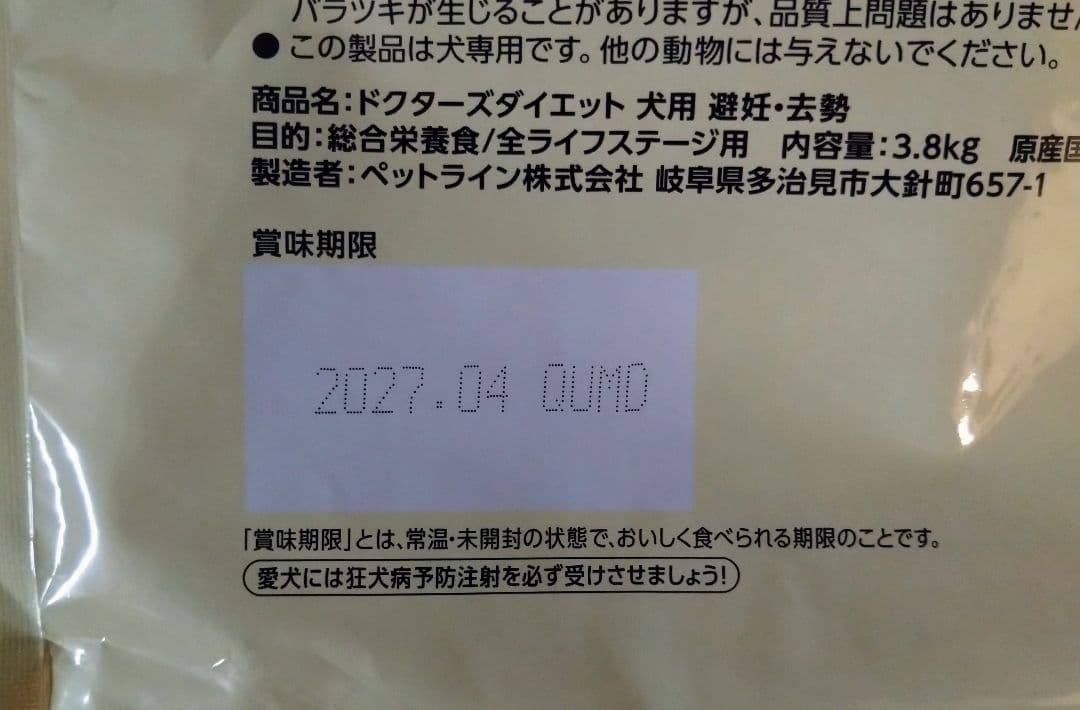 バラツキが生じることがありますが、品質上問題はありませ
●この製品は犬専用です。他の動物には与えないでください。
商品名：ドクターズダイエット 犬用 避妊・去勢
目的：総合栄養食/全ライフステージ用　内容量：3.8kg　原産国
製造者：ペットライン株式会社 岐阜県多治見市大針町657-1
賞味期限
2027.04 QUMD
「賞味期限」とは、常温・未開封の状態で、おいしく食べられる期限のことです。
愛犬には狂犬病予防注射を必ず受けさせましょう！